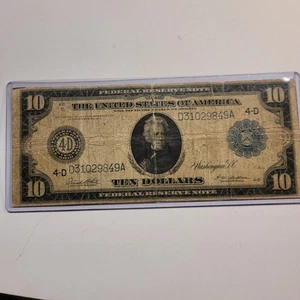 FEDERAL RESERVE NOTE
10 THE UNITED STATES OF AMERICA 10
D31029849A 4-D
4-D
4-D D31029849A
Washington, D.C.
10 TEN DOLLARS 10
FEDERAL RESERVE NOTE